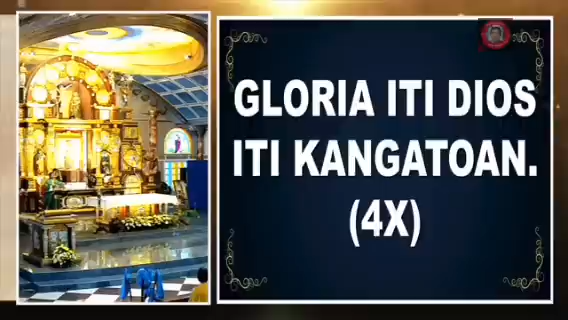 GLORIA ITI DIOS
ITI KANGATOAN.
(4X)